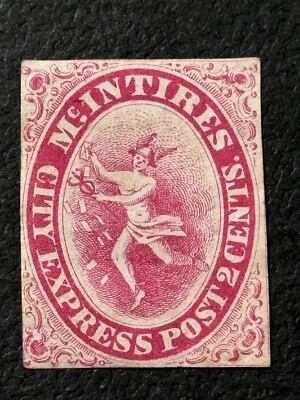 McINTIRES.
CITY EXPRESS POST 2 CENTS.